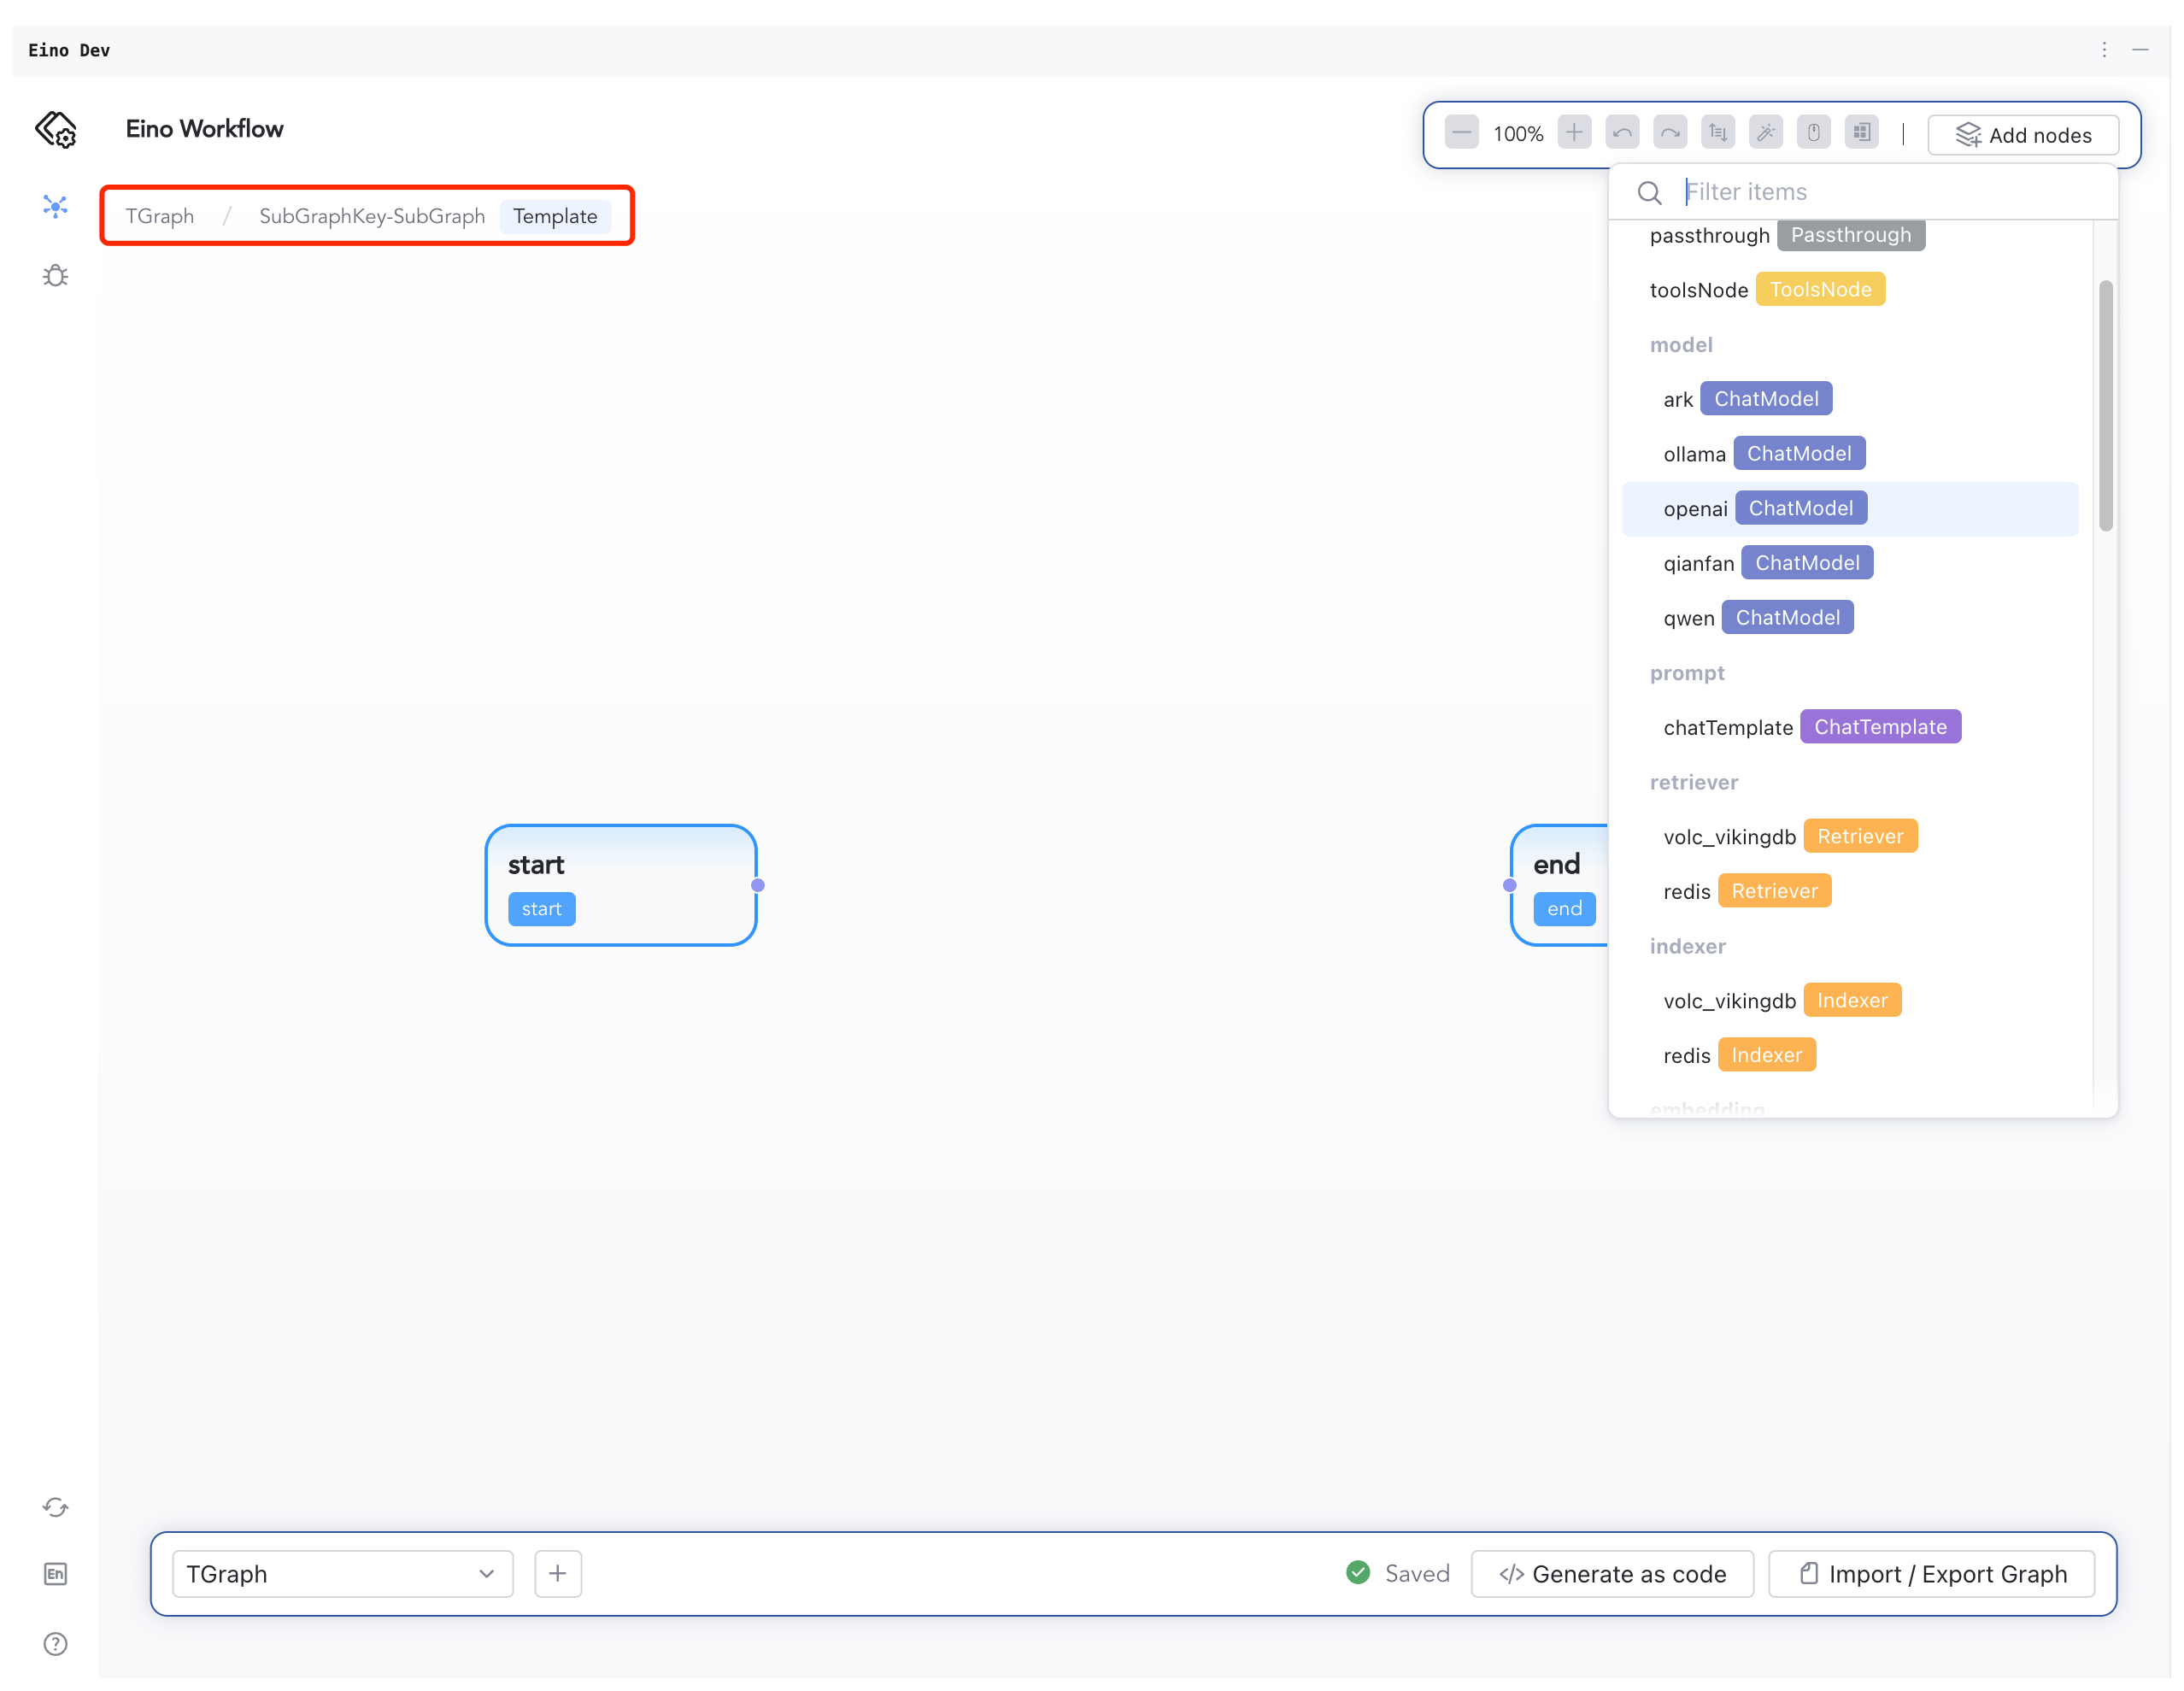 Eino Dev
Eino Workflow
100%
Add nodes
TGraph / SubGraphKey-SubGraph Template
Filter items
passthrough Passthrough
toolsNode ToolsNode
model
ark ChatModel
ollama ChatModel
openai ChatModel
qianfan ChatModel
qwen ChatModel
prompt
chatTemplate ChatTemplate
retriever
volc_vikingdb Retriever
redis Retriever
indexer
volc_vikingdb Indexer
redis Indexer
embedding
start
start
end
end
En
TGraph
Saved
</> Generate as code
Import / Export Graph